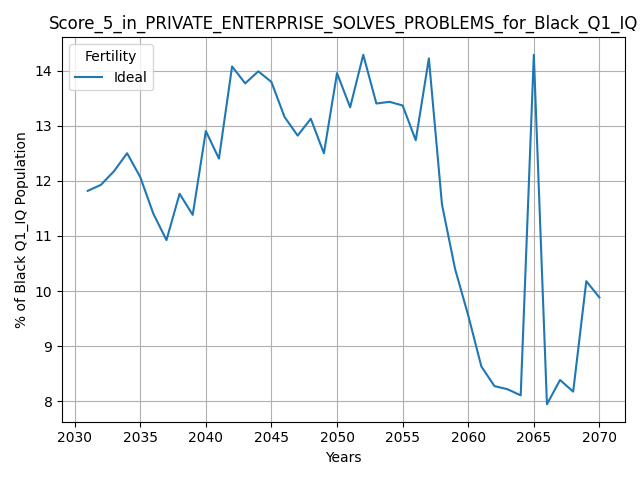 Score_5_in_PRIVATE_ENTERPRISE_SOLVES_PROBLEMS_for_Black_Q1_IQ
Fertility
Ideal
% of Black Q1_IQ Population
14
13
12
11
10
9
8
2030 2035 2040 2045 2050 2055 2060 2065 2070
Years